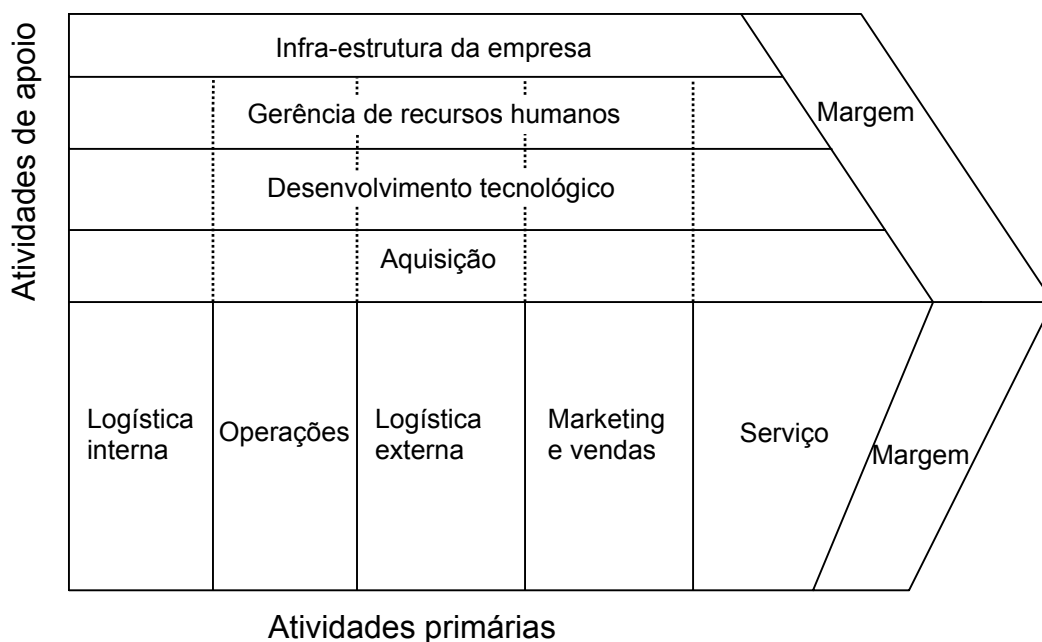 Atividades de apoio
Infra-estrutura da empresa
Gerência de recursos humanos
Desenvolvimento tecnológico
Aquisição
Margem
Logística
interna
Operações
Logística
externa
Marketing
e vendas
Serviço
Margem
Atividades primárias